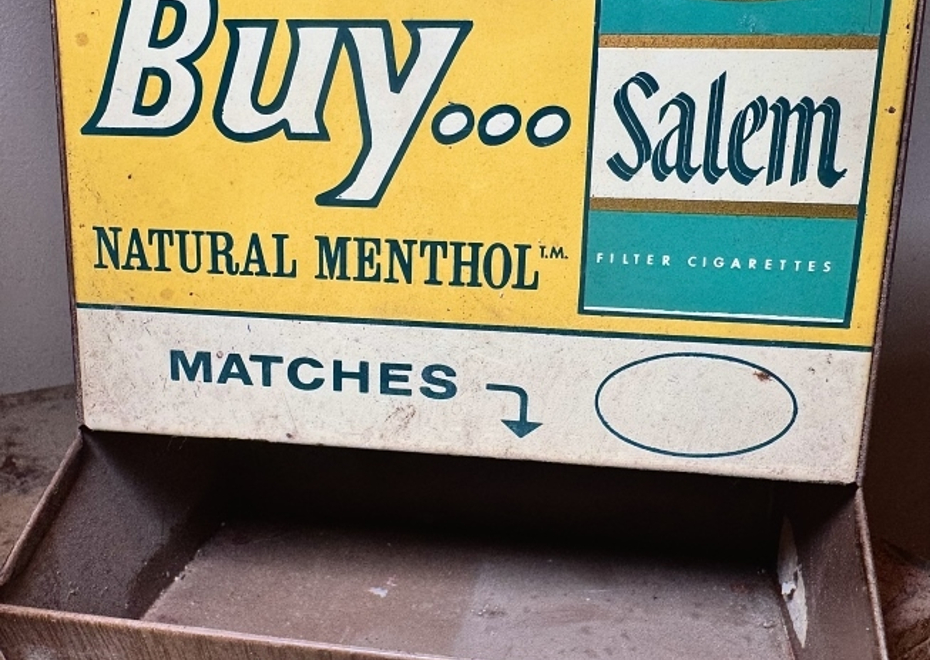 Buy...
Salem
NATURAL MENTHOL T.M.
FILTER CIGARETTES
MATCHES